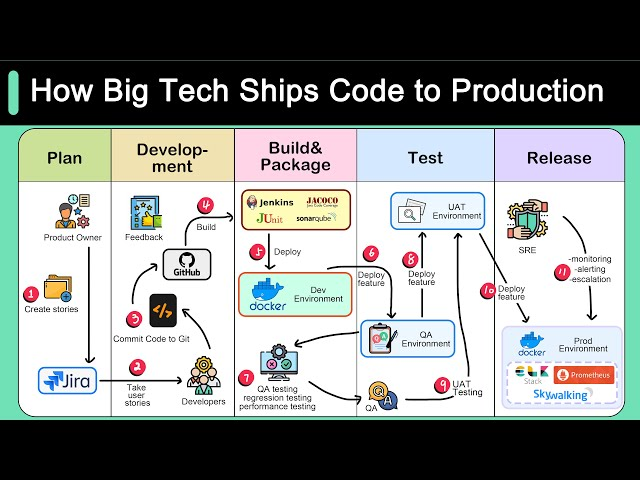 How Big Tech Ships Code to Production
Plan
Develop-
ment
Build&
Package
Test
Release
Product Owner
1
Create stories
Jira
2
Take
user
stories
Developers
Feedback
GitHub
3
Commit Code to Git
4
Build
Jenkins
JACOCO
Java Code Coverage
JUnit
sonarqube
5
Deploy
docker
Dev
Environment
6
Deploy
feature
QA
Environment
7
QA testing
regression testing
performance testing
QA
Q
A
8
Deploy
feature
UAT
Environment
9
UAT
Testing
10
Deploy
feature
SRE
11
-monitoring
-alerting
-escalation
docker
Prod
Environment
ELK
Stack
Prometheus
Skywalking